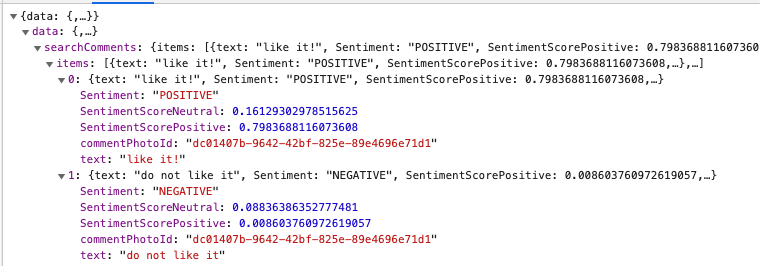 ▼{data: {,…}}
▼data: {,…}
▼searchComments: {items: [{text: "like it!", Sentiment: "POSITIVE", SentimentScorePositive: 0.7983688116073608
▼items: [{text: "like it!", Sentiment: "POSITIVE", SentimentScorePositive: 0.7983688116073608,…},…]
▼0: {text: "like it!", Sentiment: "POSITIVE", SentimentScorePositive: 0.7983688116073608,…}
Sentiment: "POSITIVE"
SentimentScoreNeutral: 0.16129302978515625
SentimentScorePositive: 0.7983688116073608
commentPhotoId: "dc01407b-9642-42bf-825e-89e4696e71d1"
text: "like it!"
▼1: {text: "do not like it", Sentiment: "NEGATIVE", SentimentScorePositive: 0.008603760972619057,…}
Sentiment: "NEGATIVE"
SentimentScoreNeutral: 0.08836386352777481
SentimentScorePositive: 0.008603760972619057
commentPhotoId: "dc01407b-9642-42bf-825e-89e4696e71d1"
text: "do not like it"